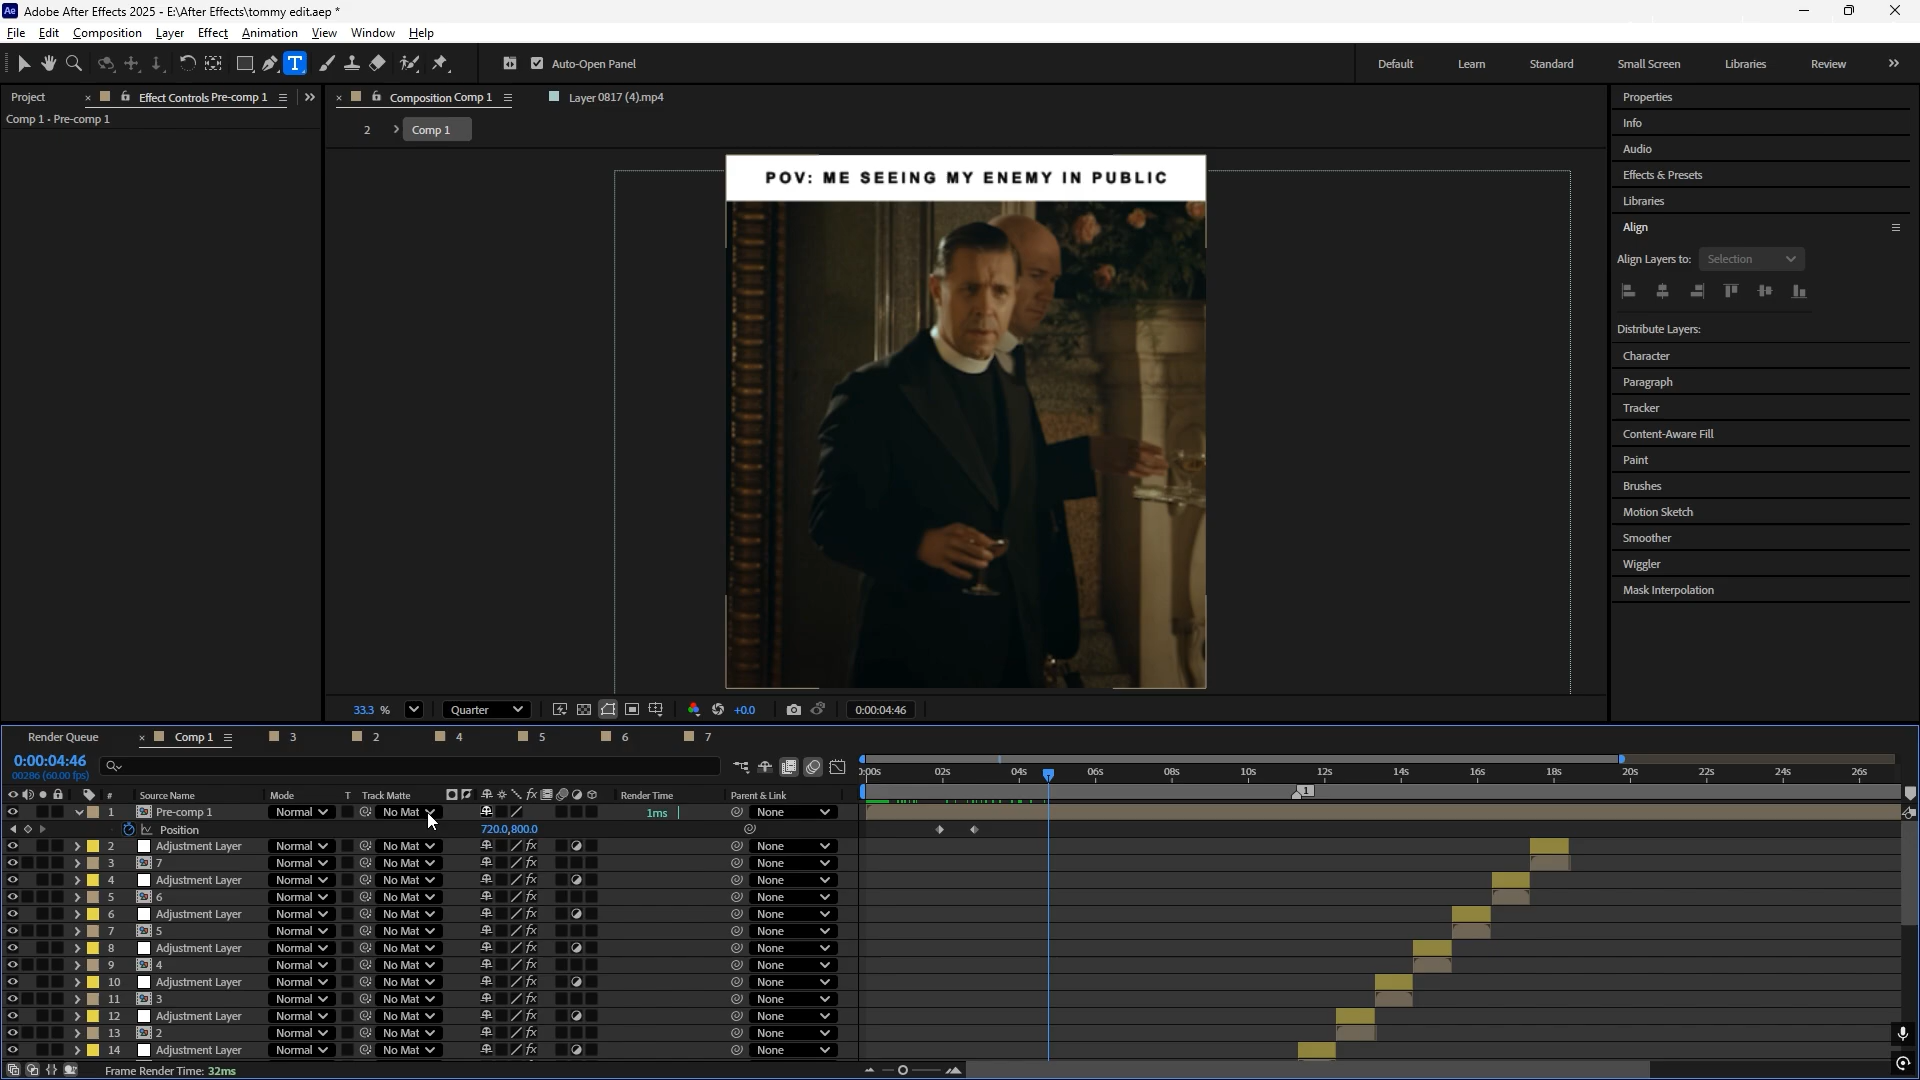 Ae Adobe After Effects 2025 - E:\After Effects\tommy edit.aep *
File Edit Composition Layer Effect Animation View Window Help
T Auto-Open Panel Default Learn Standard Small Screen Libraries Review
Project × Effect Controls Pre-comp 1 × Composition Comp 1 Layer 0817 (4).mp4
Comp 1 • Pre-comp 1
2 Comp 1
POV: ME SEEING MY ENEMY IN PUBLIC
33.3 % Quarter +0.0 0:00:04:46
Properties
Info
Audio
Effects & Presets
Libraries
Align
Align Layers to: Selection
Distribute Layers:
Character
Paragraph
Tracker
Content-Aware Fill
Paint
Brushes
Motion Sketch
Smoother
Wiggler
Mask Interpolation
Render Queue × Comp 1 3 2 4 5 6 7
0:00:04:46
00286 (60.00 fps)
0:00s 02s 04s 06s 08s 10s 12s 14s 16s 18s 20s 22s 24s 26s
# Source Name Mode T Track Matte fx Render Time Parent & Link 1
1 Pre-comp 1 Normal No Mat 1ms
Position 720.0,800.0
2 Adjustment Layer Normal No Mat fx None
3 7 Normal No Mat fx None
4 Adjustment Layer Normal No Mat fx None
5 6 Normal No Mat fx None
6 Adjustment Layer Normal No Mat fx None
7 5 Normal No Mat fx None
8 Adjustment Layer Normal No Mat fx None
9 4 Normal No Mat fx None
10 Adjustment Layer Normal No Mat fx None
11 3 Normal No Mat fx None
12 Adjustment Layer Normal No Mat fx None
13 2 Normal No Mat fx None
14 Adjustment Layer Normal No Mat fx None
Frame Render Time: 32ms